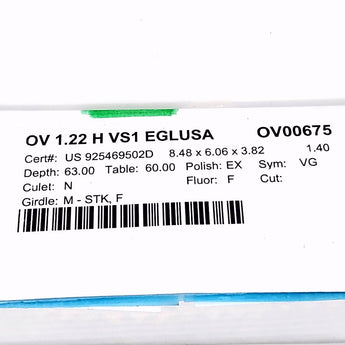 OV 1.22 H VS1 EGLUSA OV00675
Cert#: US 925469502D 8.48 x 6.06 x 3.82 1.40
Depth: 63.00 Table: 60.00 Polish: EX Sym: VG
Culet: N Fluor: F Cut:
Girdle: M - STK, F